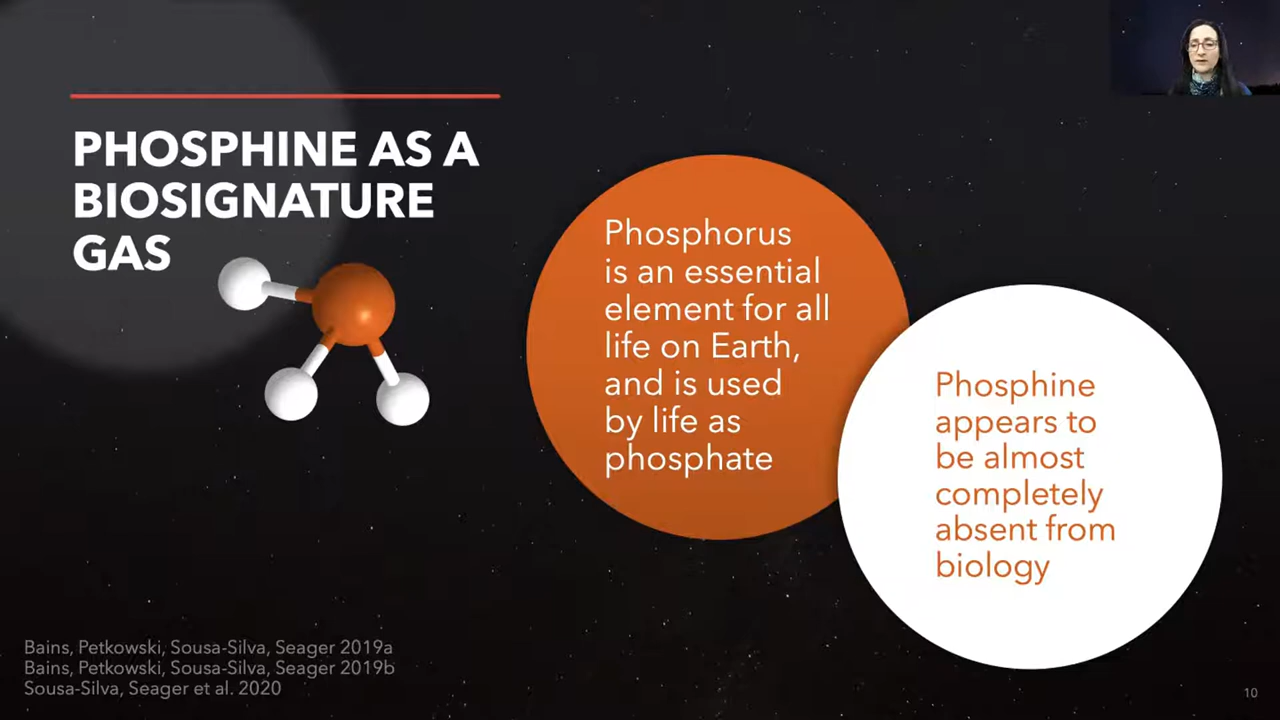 PHOSPHINE AS A
BIOSIGNATURE
GAS
Phosphorus
is an essential
element for all
life on Earth,
and is used
by life as
phosphate
Phosphine
appears to
be almost
completely
absent from
biology
Bains, Petkowski, Sousa-Silva, Seager 2019a
Bains, Petkowski, Sousa-Silva, Seager 2019b
Sousa-Silva, Seager et al. 2020
10